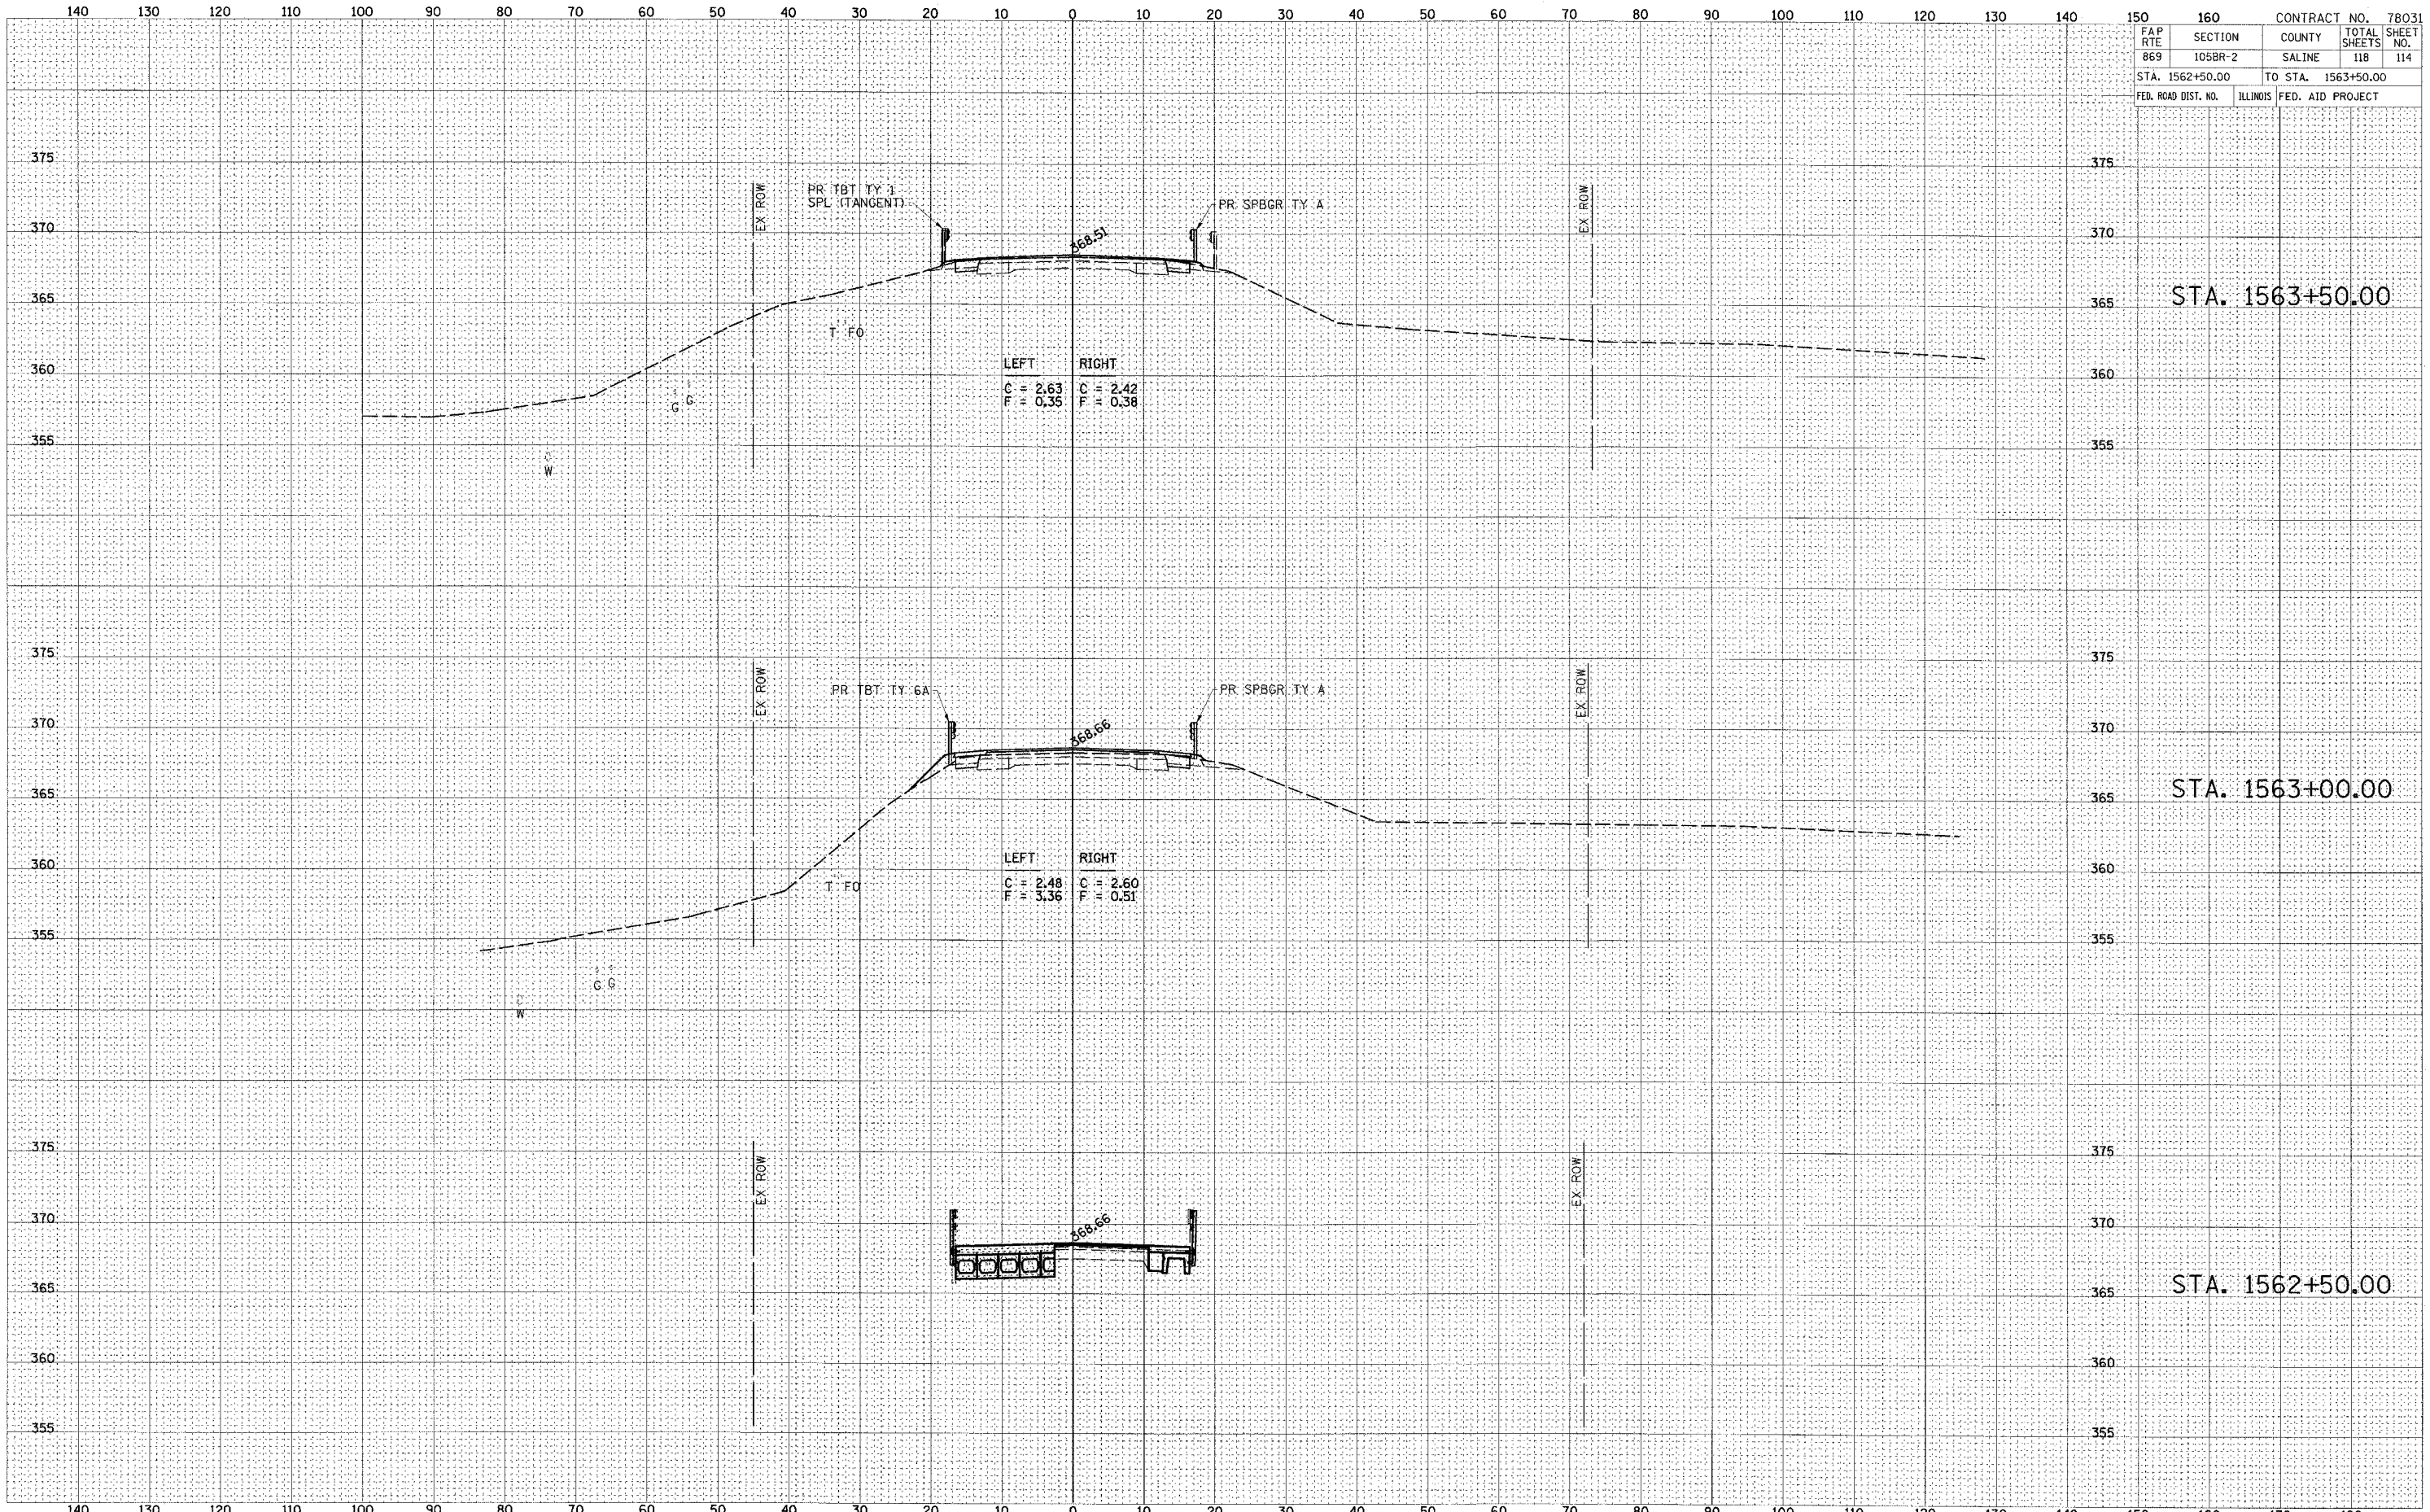 140 130 120 110 100 90 80 70 60 50 40 30 20 10 0 10 20 30 40 50 60 70 80 90 100 110 120 130 140 150 160
CONTRACT NO. 78031
FAP RTE SECTION COUNTY TOTAL SHEETS SHEET NO.
869 105BR-2 SALINE 118 114
STA. 1562+50.00 TO STA. 1563+50.00
FED. ROAD DIST. NO. ILLINOIS FED. AID PROJECT
375 375
EX ROW
PR TBT TY 1
SPL (TANGENT)
PR SPBGR TY A
EX ROW
370 370
368.51
365 365
STA. 1563+50.00
T FO
LEFT RIGHT
360 360
C = 2.63 C = 2.42
F = 0.35 F = 0.38
G G
355 355
W
375 375
EX ROW
PR TBT TY 6A
PR SPBGR TY A
EX ROW
370 370
368.66
365 365
STA. 1563+00.00
LEFT RIGHT
360 360
T FO
C = 2.48 C = 2.60
F = 3.36 F = 0.51
355 355
G G
W
375 375
EX ROW
EX ROW
370 370
368.66
365 365
STA. 1562+50.00
360 360
355 355
140 130 120 110 100 90 80 70 60 50 40 30 20 10 0 10 20 30 40 50 60 70 80 90 100 110 120 130 140